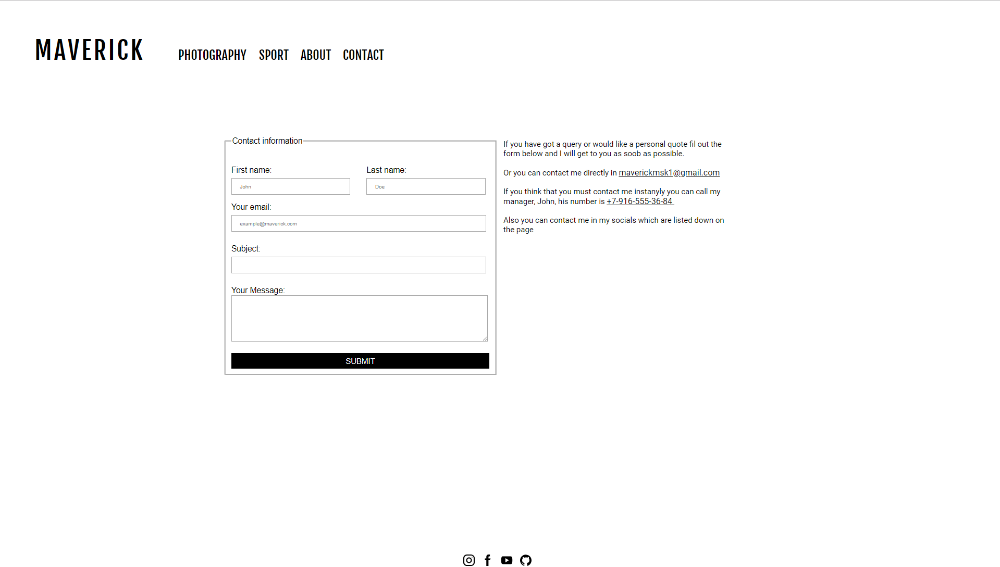 MAVERICK
PHOTOGRAPHY SPORT ABOUT CONTACT
Contact information
First name: Last name:
John Doe
Your email:
example@maverick.com
Subject:
Your Message:
SUBMIT
If you have got a query or would like a personal quote fil out the
form below and I will get to you as soob as possible.
Or you can contact me directly in maverickmsk1@gmail.com
If you think that you must contact me instanyly you can call my
manager, John, his number is +7-916-555-36-84
Also you can contact me in my socials which are listed down on
the page